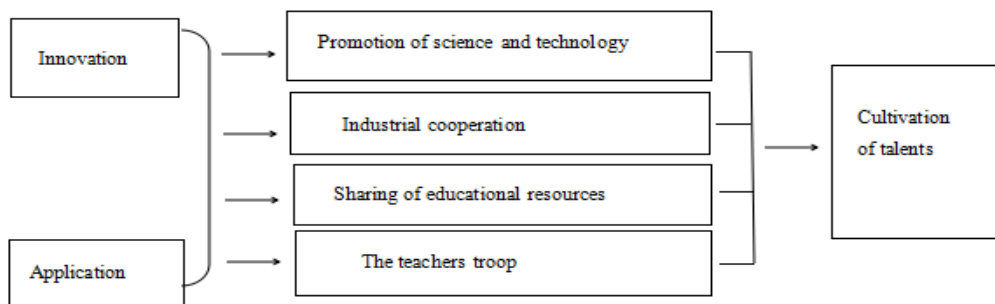 Innovation
Application
Promotion of science and technology
Industrial cooperation
Sharing of educational resources
The teachers troop
Cultivation
of talents